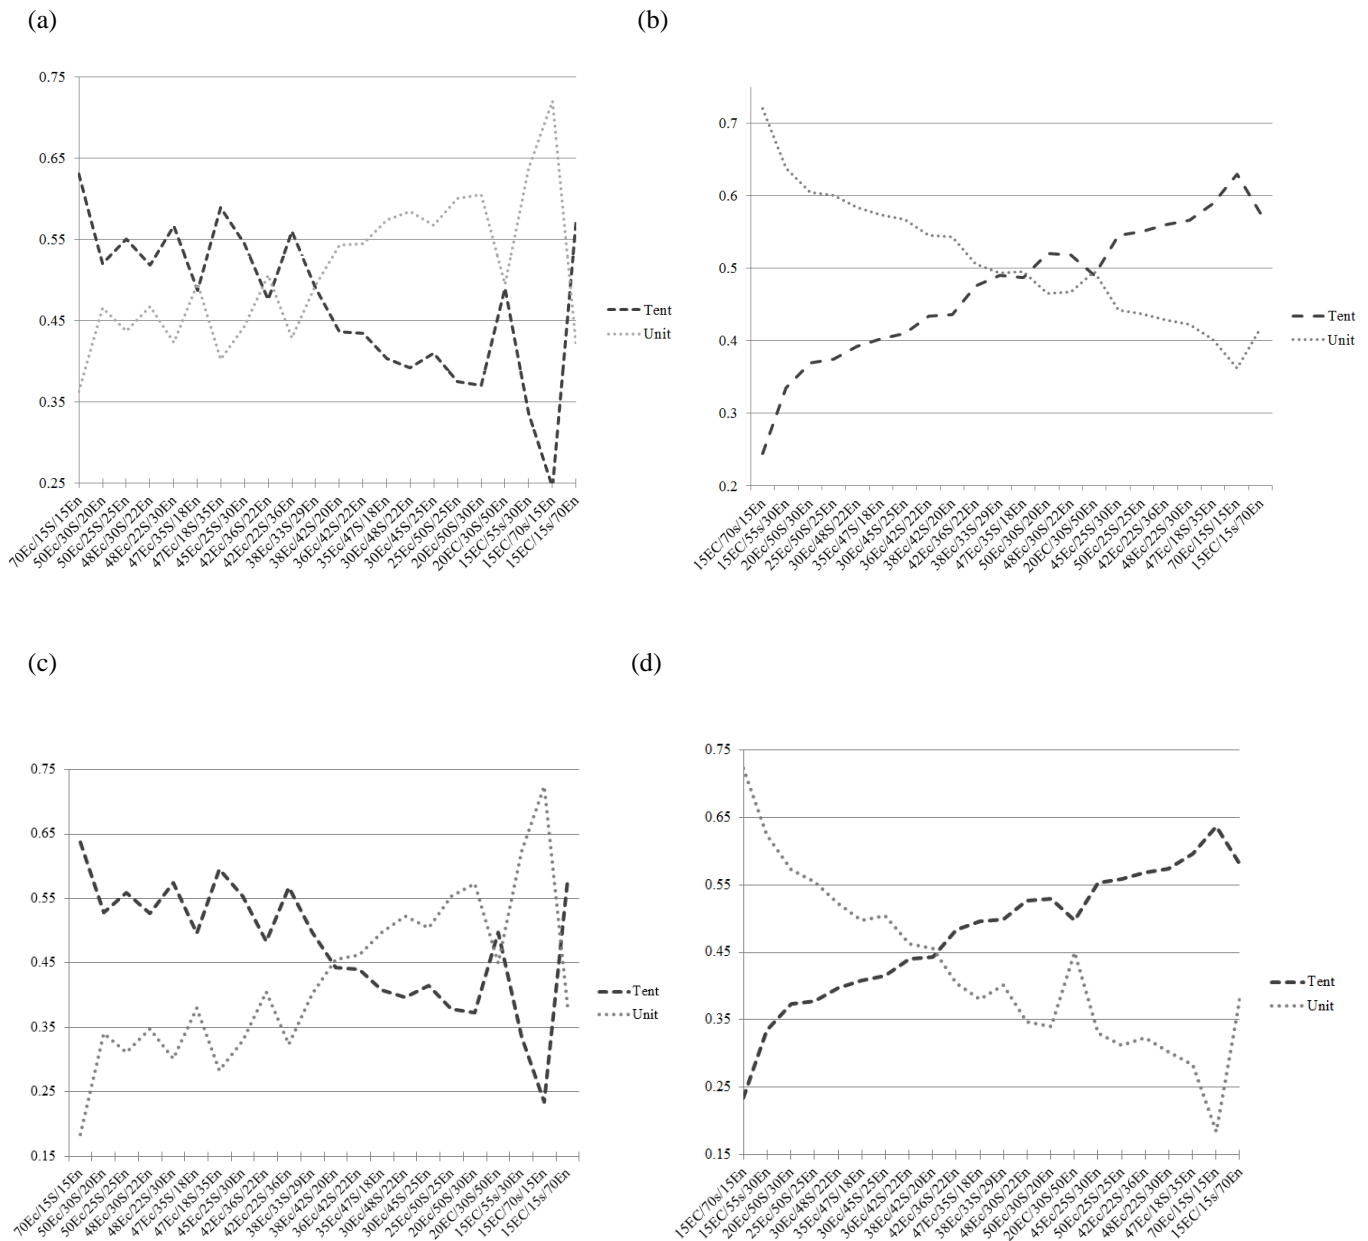 (a)
0.75
0.65
0.55
0.45
0.35
0.25
70Ec/15S/15En
50Ec/30S/20En
50Ec/25S/25En
48Ec/30S/22En
48Ec/22S/30En
47Ec/35S/18En
47Ec/18S/35En
45Ec/25S/30En
42Ec/36S/22En
42Ec/22S/36En
38Ec/33S/29En
38Ec/42S/20En
36Ec/42S/22En
35Ec/47S/18En
30Ec/48S/22En
30Ec/45S/25En
25Ec/50S/25En
20Ec/50S/30En
20EC/30S/50En
15EC/55s/30En
15EC/70s/15En
15EC/15s/70En
Tent
Unit
(b)
0.7
0.6
0.5
0.4
0.3
0.2
15EC/70s/15En
15EC/55s/30En
20Ec/50S/30En
25Ec/50S/25En
30Ec/48S/22En
35Ec/47S/18En
30Ec/45S/25En
36Ec/42S/22En
38Ec/42S/20En
42Ec/36S/22En
38Ec/33S/29En
47Ec/35S/18En
50Ec/30S/20En
48Ec/30S/22En
20EC/30S/50En
45Ec/25S/30En
50Ec/25S/25En
42Ec/22S/36En
48Ec/22S/30En
47Ec/18S/35En
70Ec/15S/15En
15EC/15s/70En
Tent
Unit
(c)
0.75
0.65
0.55
0.45
0.35
0.25
0.15
70Ec/15S/15En
50Ec/30S/20En
50Ec/25S/25En
48Ec/30S/22En
48Ec/22S/30En
47Ec/35S/18En
47Ec/18S/35En
45Ec/25S/30En
42Ec/36S/22En
42Ec/22S/36En
38Ec/33S/29En
38Ec/42S/20En
36Ec/42S/22En
35Ec/47S/18En
30Ec/48S/22En
30Ec/45S/25En
25Ec/50S/25En
20Ec/50S/30En
20EC/30S/50En
15EC/55s/30En
15EC/70s/15En
15EC/15s/70En
Tent
Unit
(d)
0.75
0.65
0.55
0.45
0.35
0.25
0.15
15EC/70s/15En
15EC/55s/30En
20Ec/50S/30En
25Ec/50S/25En
30Ec/48S/22En
35Ec/47S/18En
30Ec/45S/25En
36Ec/42S/22En
38Ec/42S/20En
42Ec/36S/22En
47Ec/35S/18En
38Ec/33S/29En
48Ec/30S/22En
50Ec/30S/20En
20EC/30S/50En
45Ec/25S/30En
50Ec/25S/25En
42Ec/22S/36En
48Ec/22S/30En
47Ec/18S/35En
70Ec/15S/15En
15EC/15s/70En
Tent
Unit